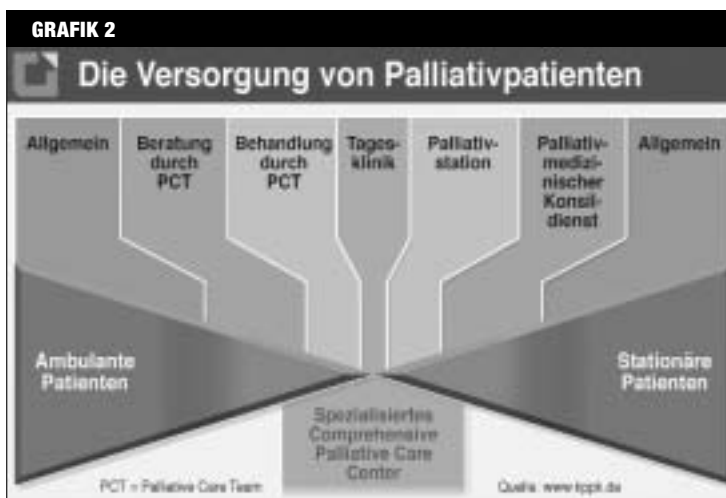 GRAFIK 2
Die Versorgung von Palliativpatienten
Allgemein
Beratung
durch
PCT
Behandlung
durch
PCT
Tages-
klinik
Palliativ-
station
Palliativ-
medizi-
nischer
Konsil-
dienst
Allgemein
Ambulante
Patienten
Stationäre
Patienten
Spezialisiertes
Comprehensive
Palliative Care
Center
PCT = Palliative Care Team
Quelle: